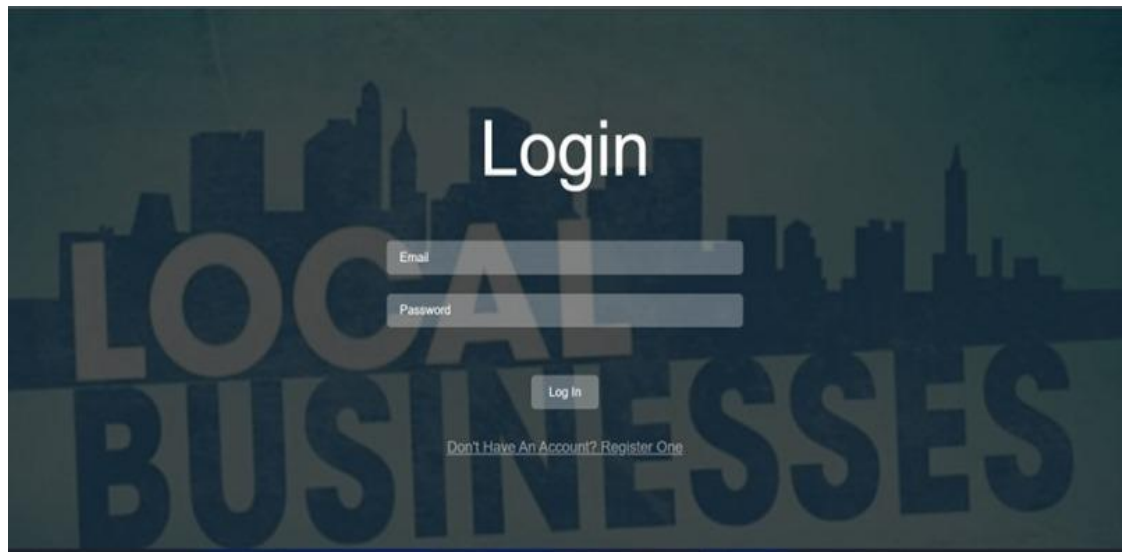 Login
LOCAL
Email
Password
BUSINESSES
Log In
Don't Have An Account? Register One